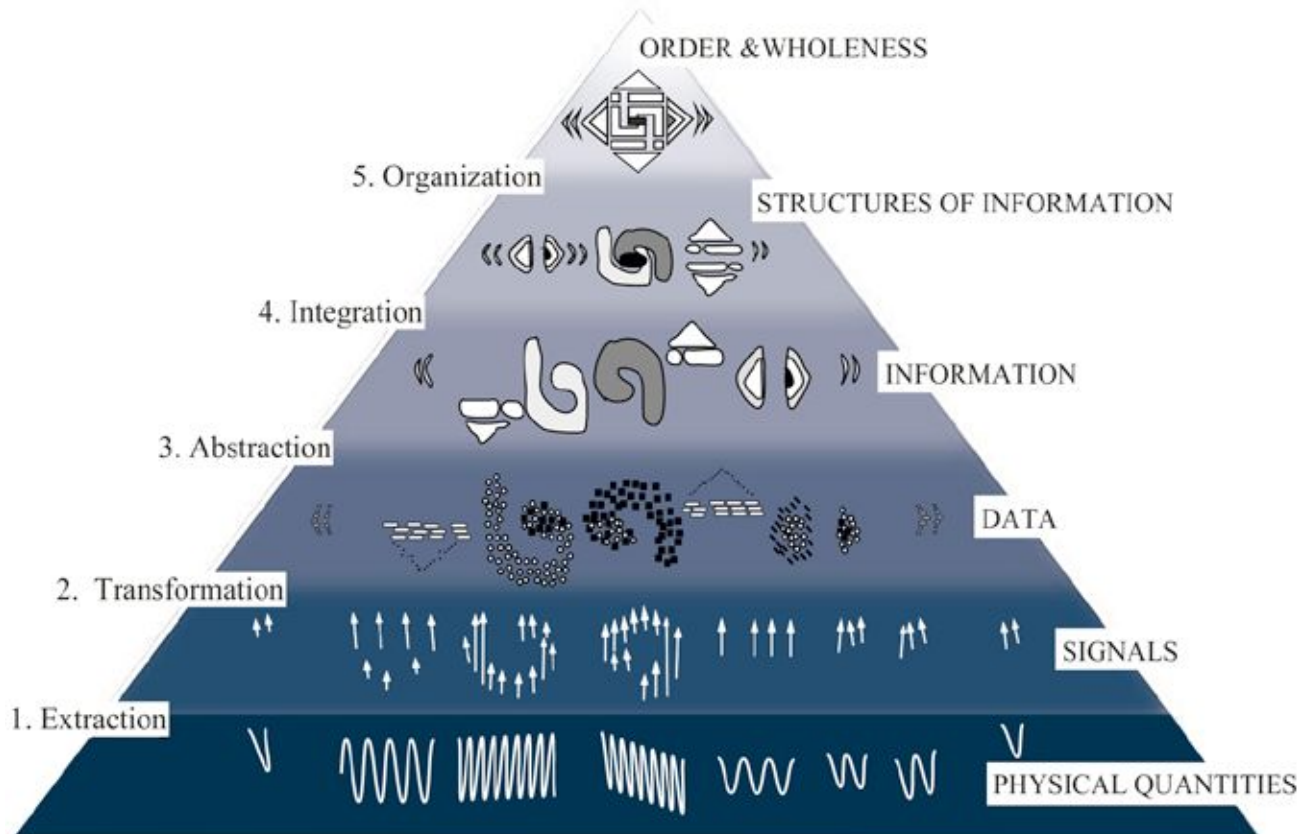 ORDER &WHOLENESS
5. Organization
STRUCTURES OF INFORMATION
4. Integration
INFORMATION
3. Abstraction
DATA
2. Transformation
SIGNALS
1. Extraction
PHYSICAL QUANTITIES